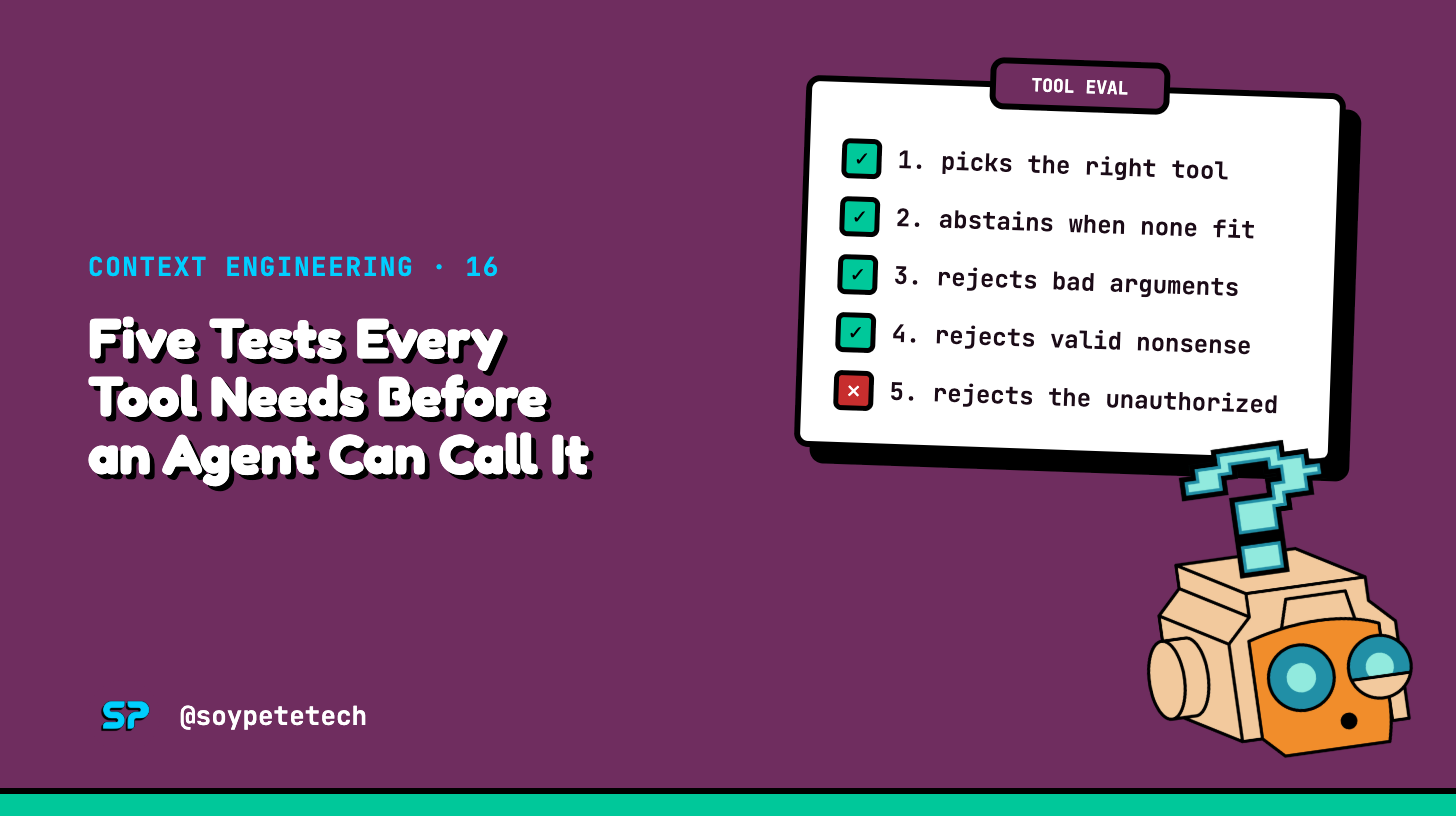 CONTEXT ENGINEERING · 16
Five Tests Every
Tool Needs Before
an Agent Can Call It
SP @soypetetech
TOOL EVAL
✓ 1. picks the right tool
✓ 2. abstains when none fit
✓ 3. rejects bad arguments
✓ 4. rejects valid nonsense
✕ 5. rejects the unauthorized
?